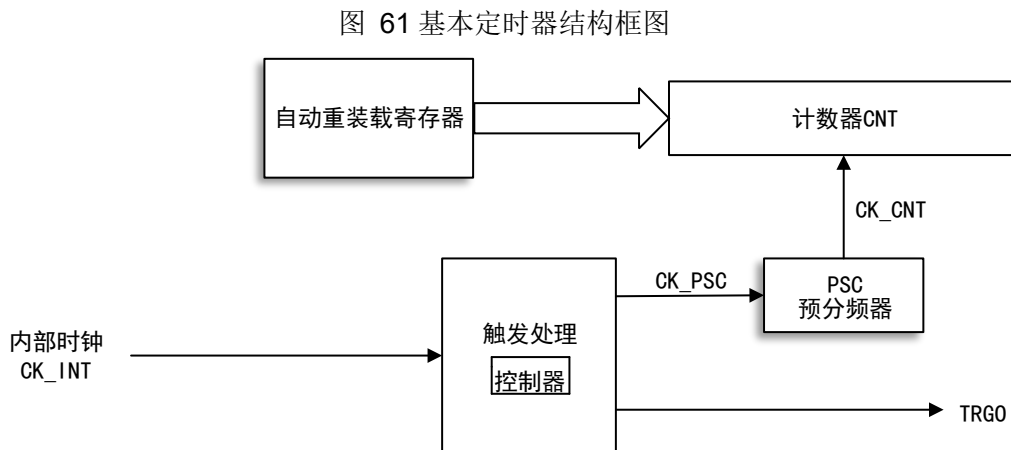 图 61 基本定时器结构框图
自动重装载寄存器
计数器CNT
CK_CNT
CK_PSC
PSC
预分频器
内部时钟
CK_INT
触发处理
控制器
TRGO